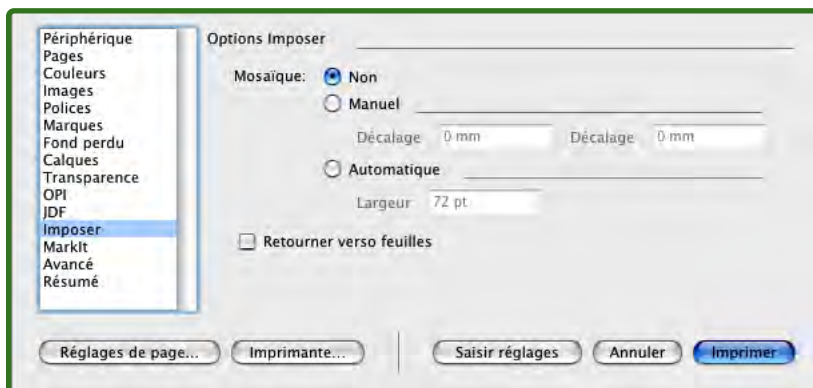 Périphérique
Pages
Couleurs
Images
Polices
Marques
Fond perdu
Calques
Transparence
OPI
JDF
Imposer
MarkIt
Avancé
Résumé
Options Imposer
Mosaïque: Non
Manuel
Décalage 0 mm Décalage 0 mm
Automatique
Largeur 72 pt
Retourner verso feuilles
Réglages de page... Imprimante... Saisir réglages Annuler Imprimer